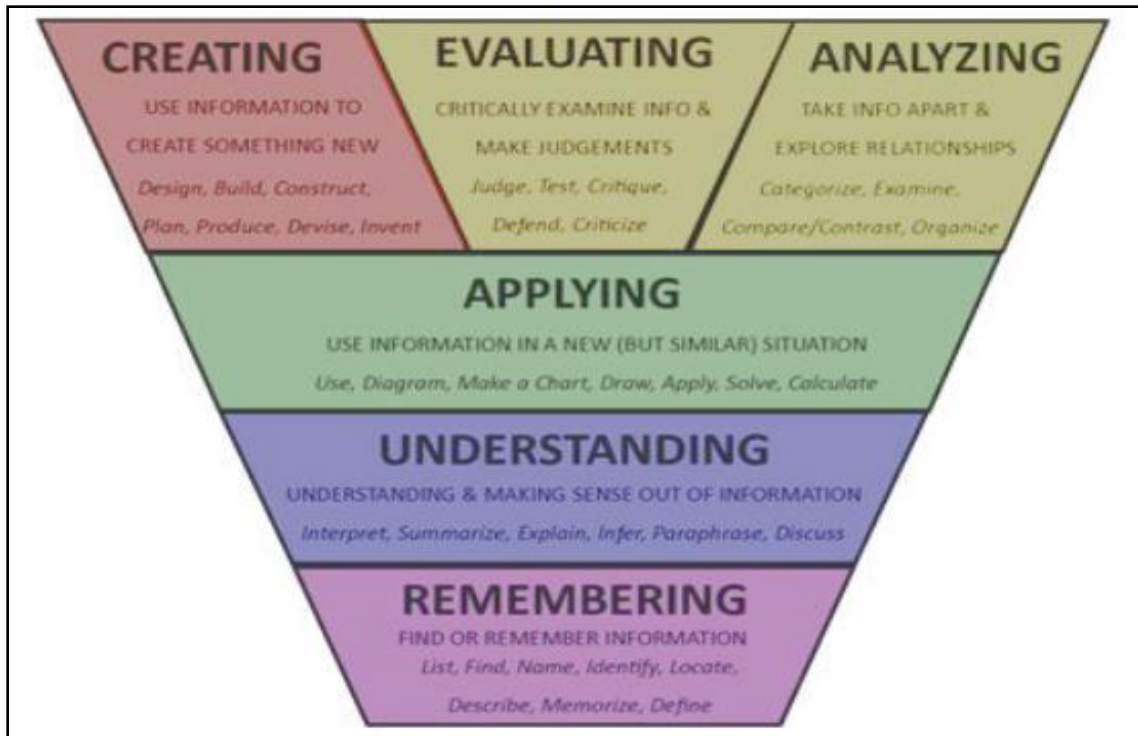 CREATING
USE INFORMATION TO
CREATE SOMETHING NEW
Design, Build, Construct,
Plan, Produce, Devise, Invent
EVALUATING
CRITICALLY EXAMINE INFO &
MAKE JUDGEMENTS
Judge, Test, Critique,
Defend, Criticize
ANALYZING
TAKE INFO APART &
EXPLORE RELATIONSHIPS
Categorize, Examine,
Compare/Contrast, Organize
APPLYING
USE INFORMATION IN A NEW (BUT SIMILAR) SITUATION
Use, Diagram, Make a Chart, Draw, Apply, Solve, Calculate
UNDERSTANDING
UNDERSTANDING & MAKING SENSE OUT OF INFORMATION
Interpret, Summarize, Explain, Infer, Paraphrase, Discuss
REMEMBERING
FIND OR REMEMBER INFORMATION
List, Find, Name, Identify, Locate,
Describe, Memorize, Define